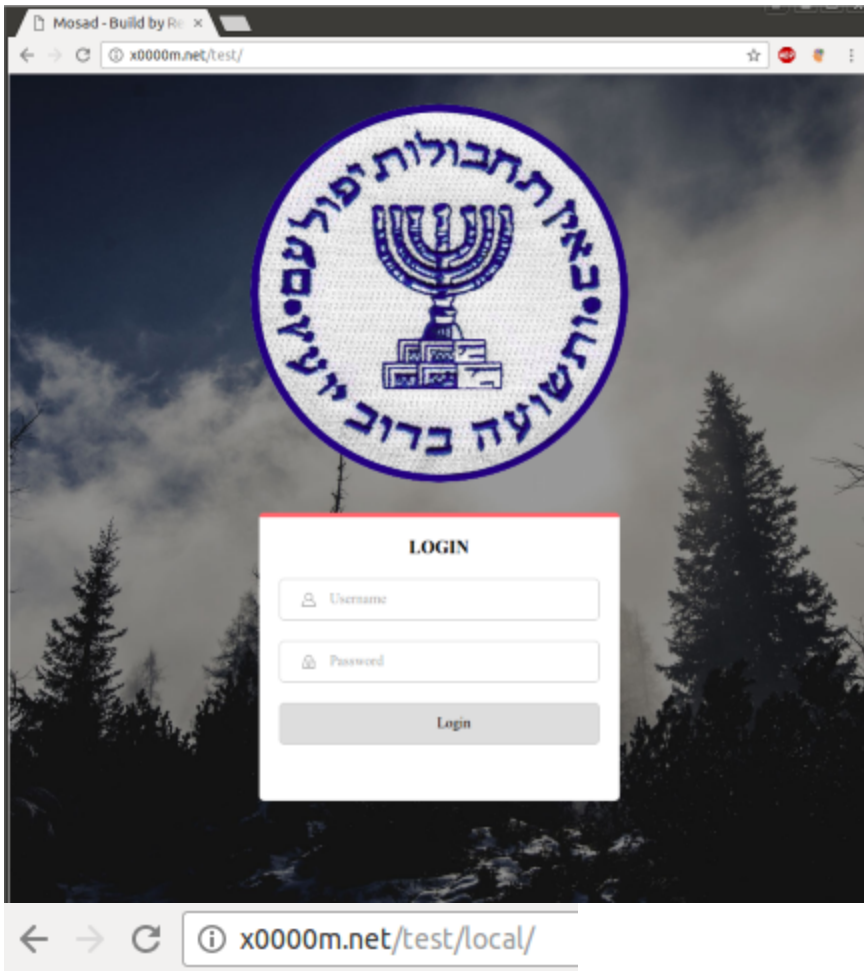 Mosad - Build by Re
x0000m.net/test/
באין תחבולות יפול עם
ותשועה ברוב יועץ
LOGIN
Username
Password
Login
x0000m.net/test/local/